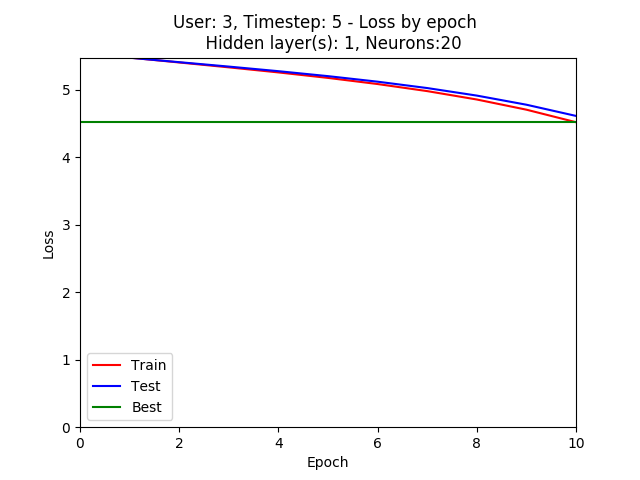 User: 3, Timestep: 5 - Loss by epoch
Hidden layer(s): 1, Neurons:20
5
4
3
2
1
0
Loss
Train
Test
Best
0 2 4 6 8 10
Epoch